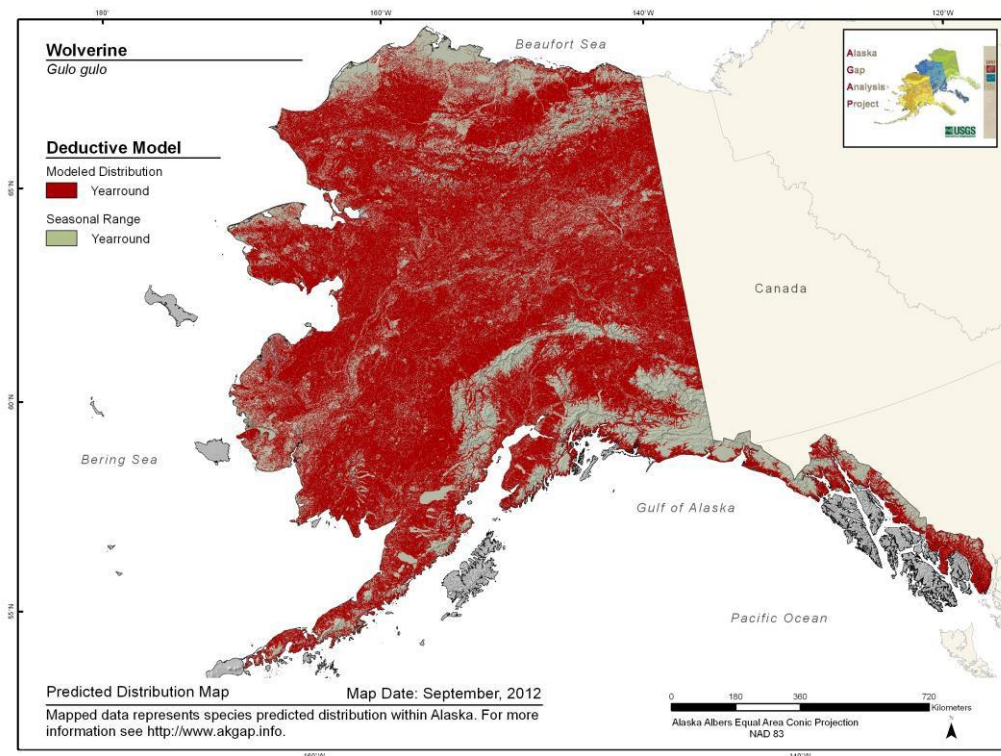 160°W
140°W
120°W
Wolverine
Gulo gulo
Beaufort Sea
Alaska
Gap
Analysis
Project
USGS
Deductive Model
Modeled Distribution
Yearround
Seasonal Range
Yearround
65°N
Canada
60°N
Bering Sea
Gulf of Alaska
55°N
Pacific Ocean
Predicted Distribution Map
Map Date: September, 2012
Mapped data represents species predicted distribution within Alaska. For more
information see http://www.akgap.info.
0 180 360 720
Kilometers
Alaska Albers Equal Area Conic Projection
NAD 83
N
160°W
140°W